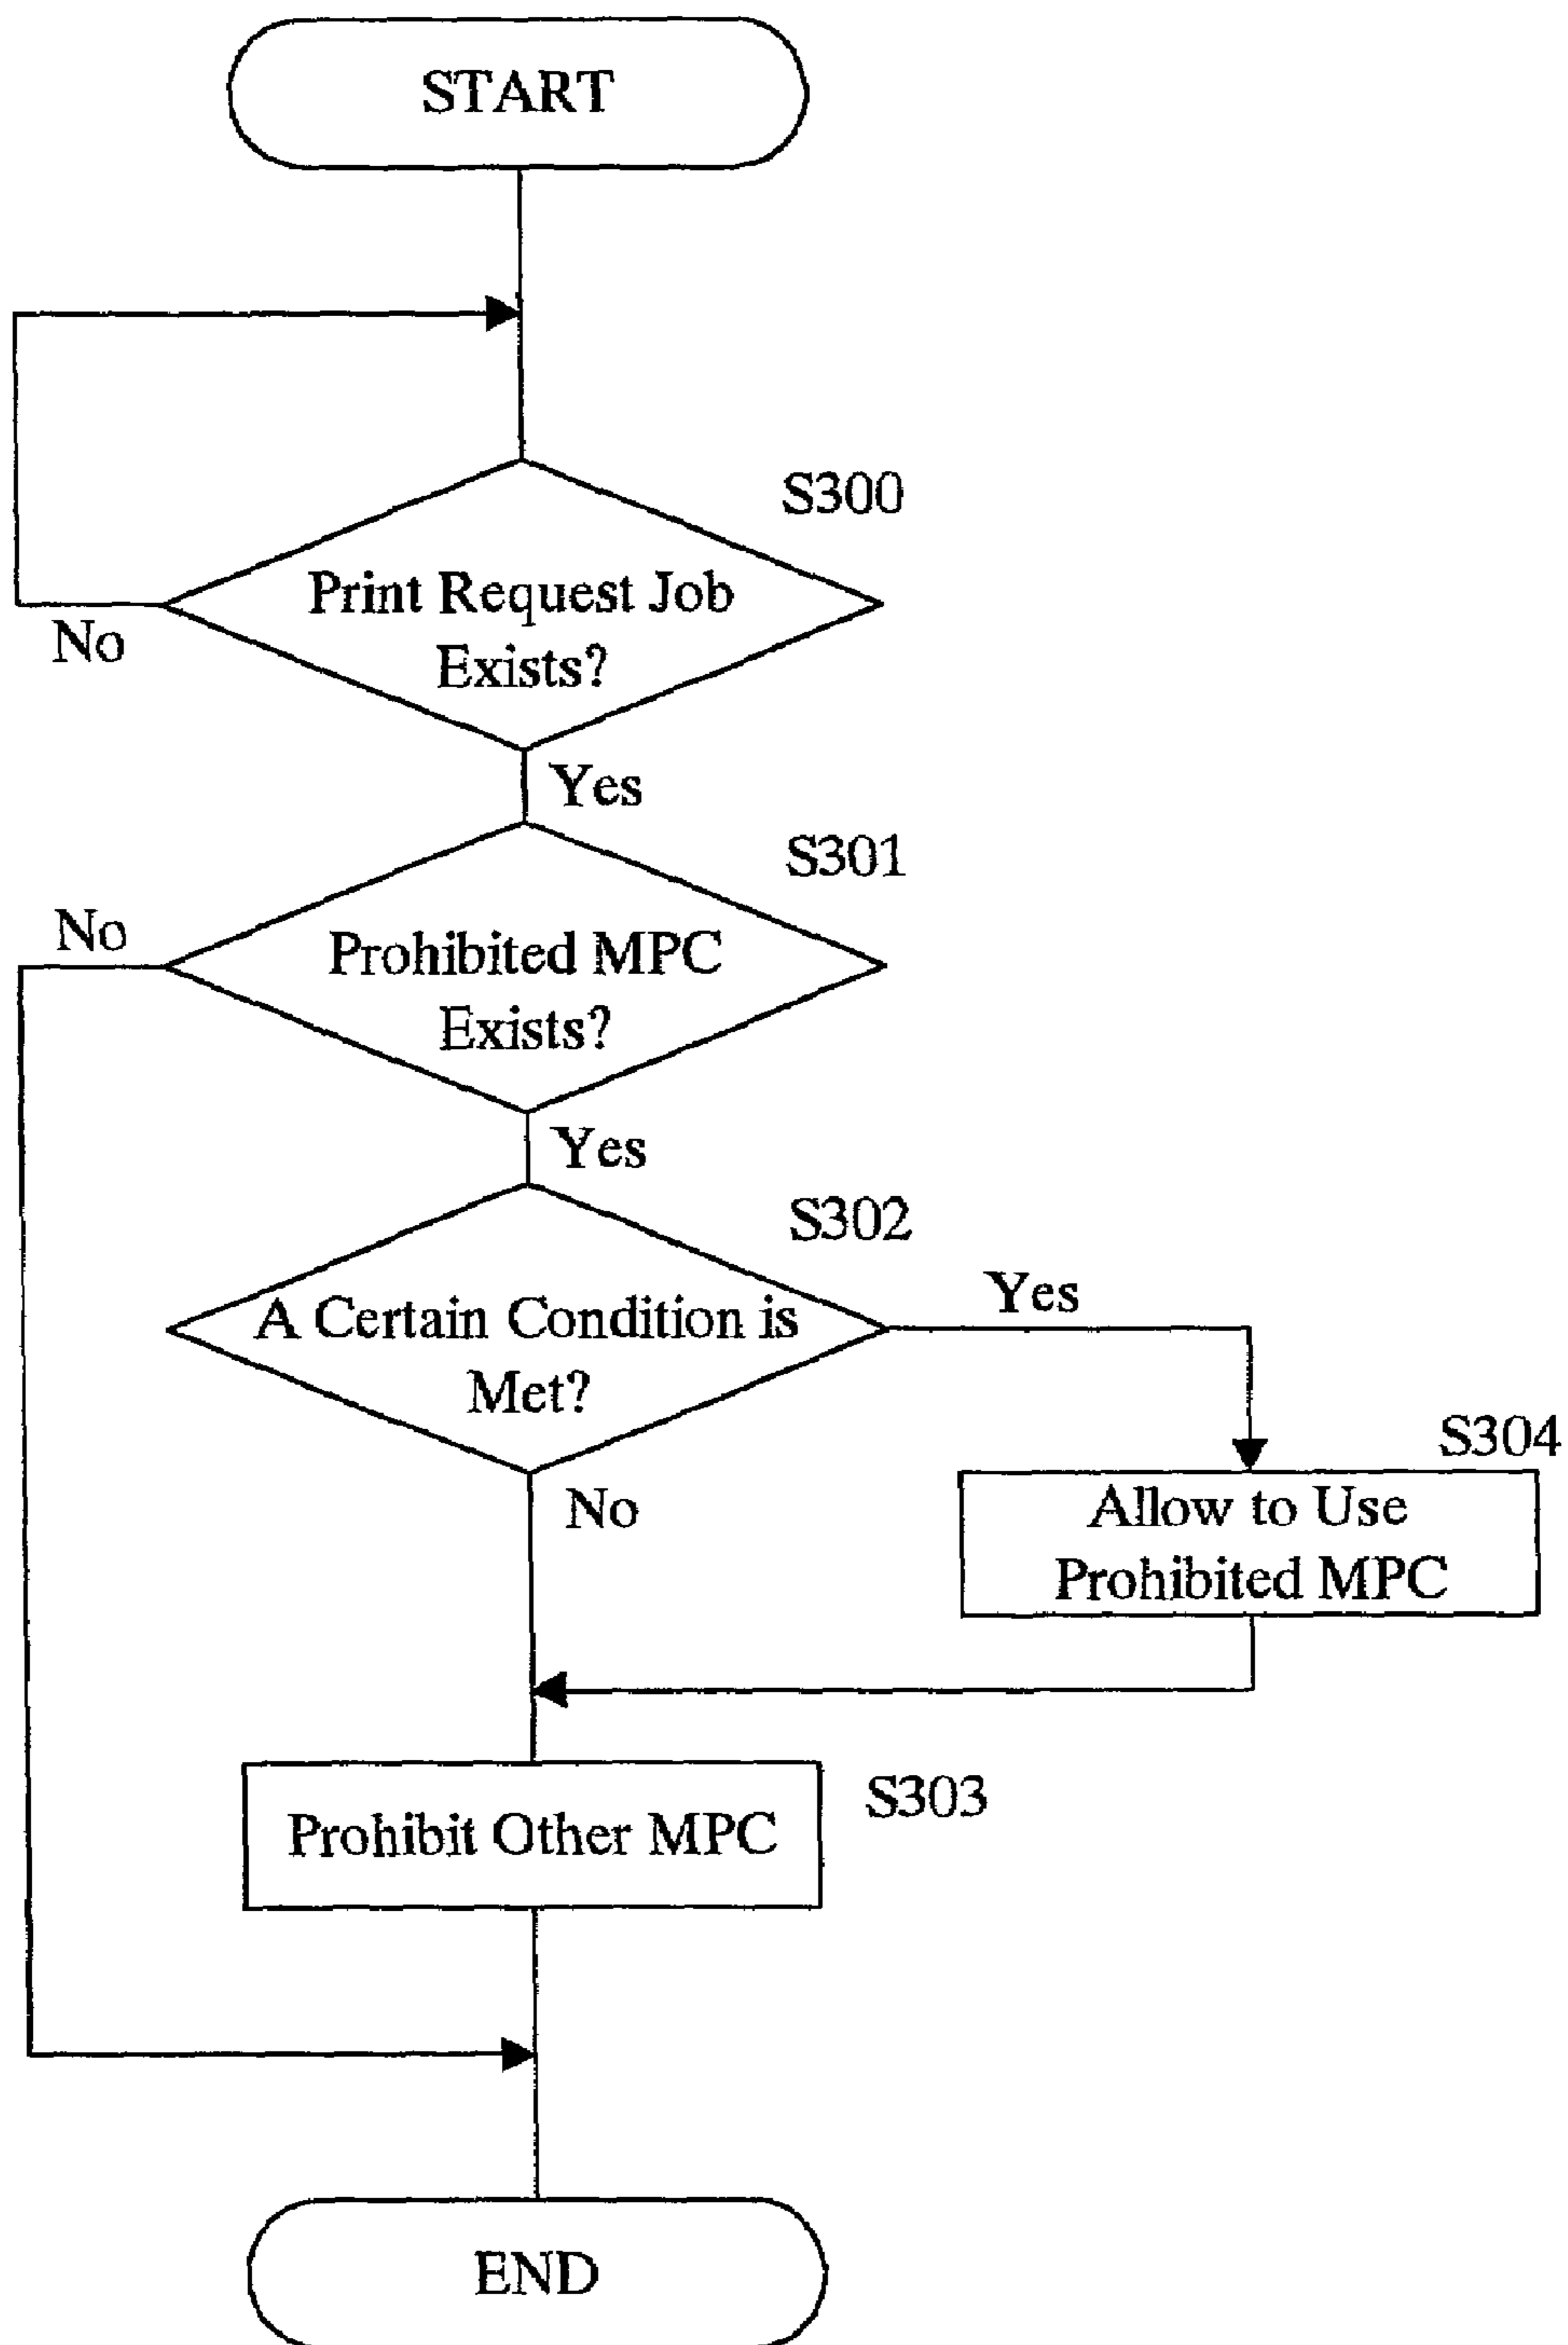 START
S300
Print Request Job
Exists?
No
Yes
S301
No
Prohibited MPC
Exists?
Yes
S302
Yes
A Certain Condition is
Met?
S304
No
Allow to Use
Prohibited MPC
S303
Prohibit Other MPC
END